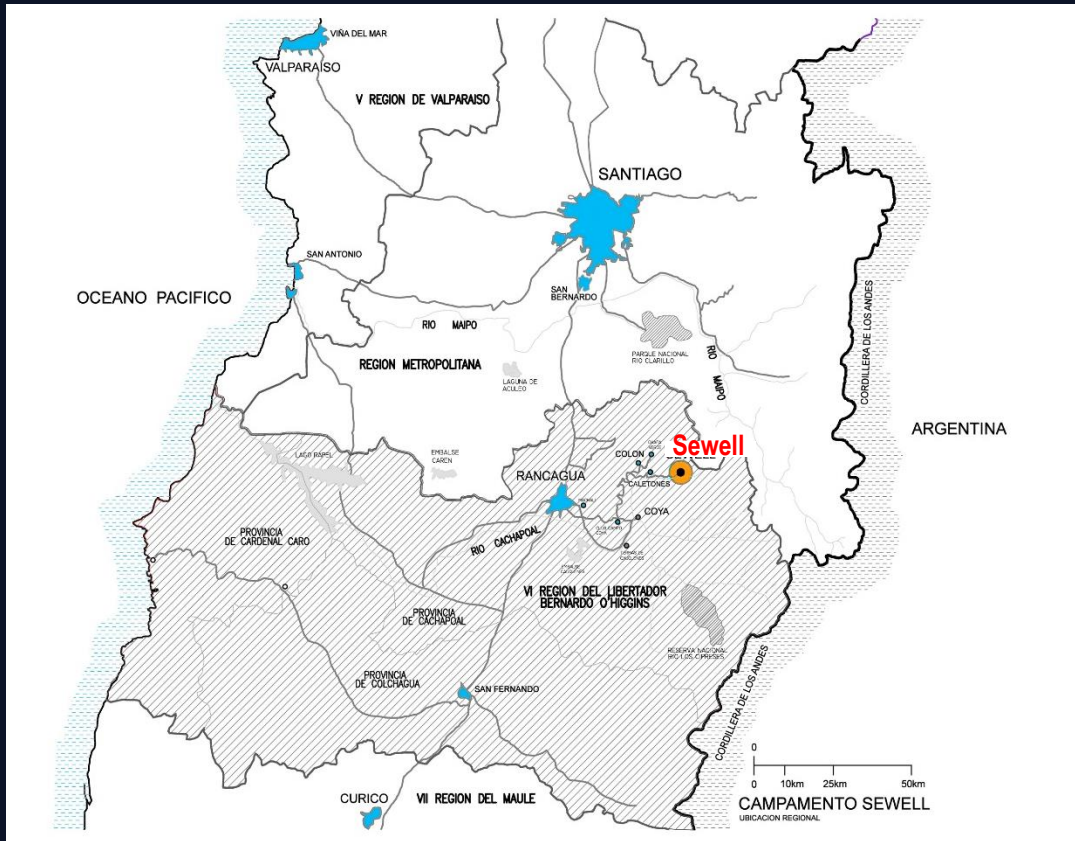 VIÑA DEL MAR
VALPARAISO
V REGION DE VALPARAISO
SANTIAGO
SAN ANTONIO
SAN
BERNARDO
OCEANO PACIFICO
RIO MAIPO
PARQUE NACIONAL
RIO CLARILLO
RIO MAIPO
REGION METROPOLITANA
LAGUNA DE
ACULEO
CORDILLERA DE LOS ANDES
ARGENTINA
Sewell
COLON
LAGO RAPEL
EMBALSE
CAREN
RANCAGUA
CALETONES
COYA
PROVINCIA
DE CARDENAL CARO
RIO CACHAPOAL
VI REGION DEL LIBERTADOR
BERNARDO O'HIGGINS
PROVINCIA
DE CACHAPOAL
RESERVA NACIONAL
RIO LOS CIPRESES
PROVINCIA
DE COLCHAGUA
SAN FERNANDO
CORDILLERA DE LOS ANDES
CURICO
VII REGION DEL MAULE
0
0 10km 25km 50km
CAMPAMENTO SEWELL
UBICACION REGIONAL